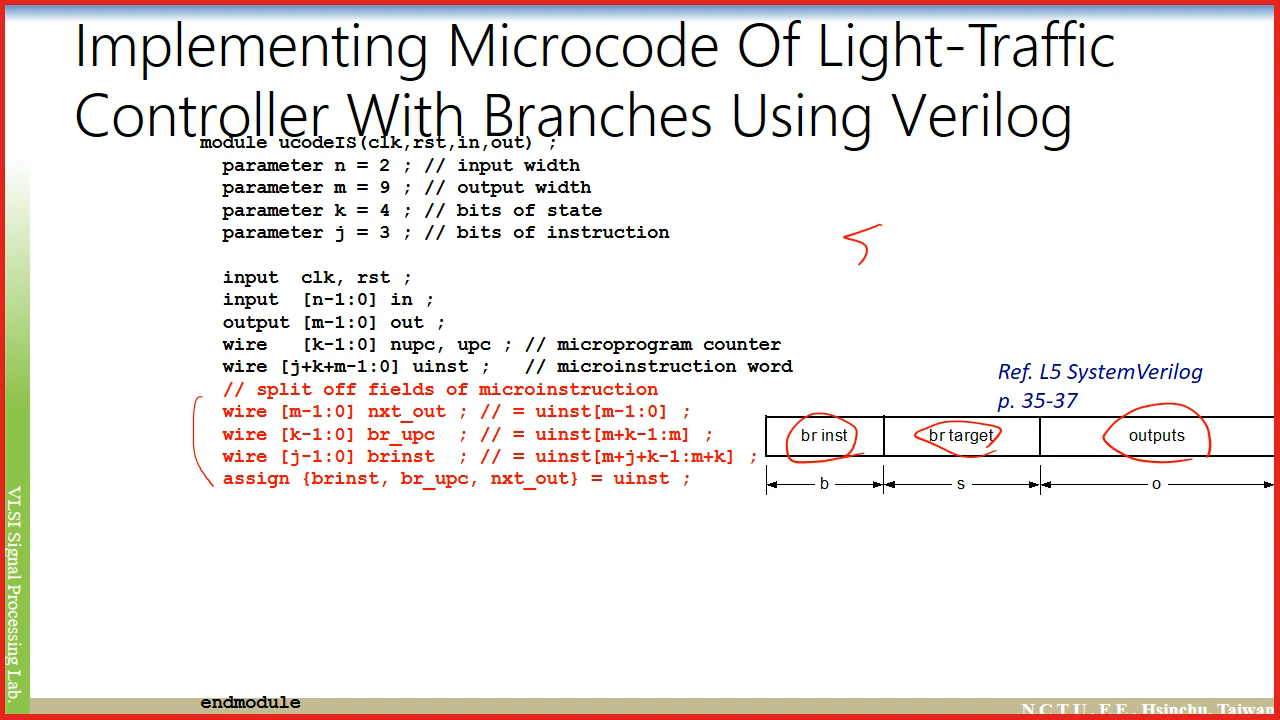 Implementing Microcode Of Light-Traffic
Controller With Branches Using Verilog
module ucodeIS(clk,rst,in,out) ;
parameter n = 2 ; // input width
parameter m = 9 ; // output width
parameter k = 4 ; // bits of state
parameter j = 3 ; // bits of instruction
input clk, rst ;
input [n-1:0] in ;
output [m-1:0] out ;
wire [k-1:0] nupc, upc ; // microprogram counter
wire [j+k+m-1:0] uinst ; // microinstruction word
// split off fields of microinstruction
wire [m-1:0] nxt_out ; // = uinst[m-1:0] ;
wire [k-1:0] br_upc ; // = uinst[m+k-1:m] ;
wire [j-1:0] brinst ; // = uinst[m+j+k-1:m+k] ;
assign {brinst, br_upc, nxt_out} = uinst ;
Ref. L5 SystemVerilog
p. 35-37
br inst br target outputs
b s o
endmodule
VLSI Signal Processing Lab.
N C T U. E E , Hsinchu, Taiwan